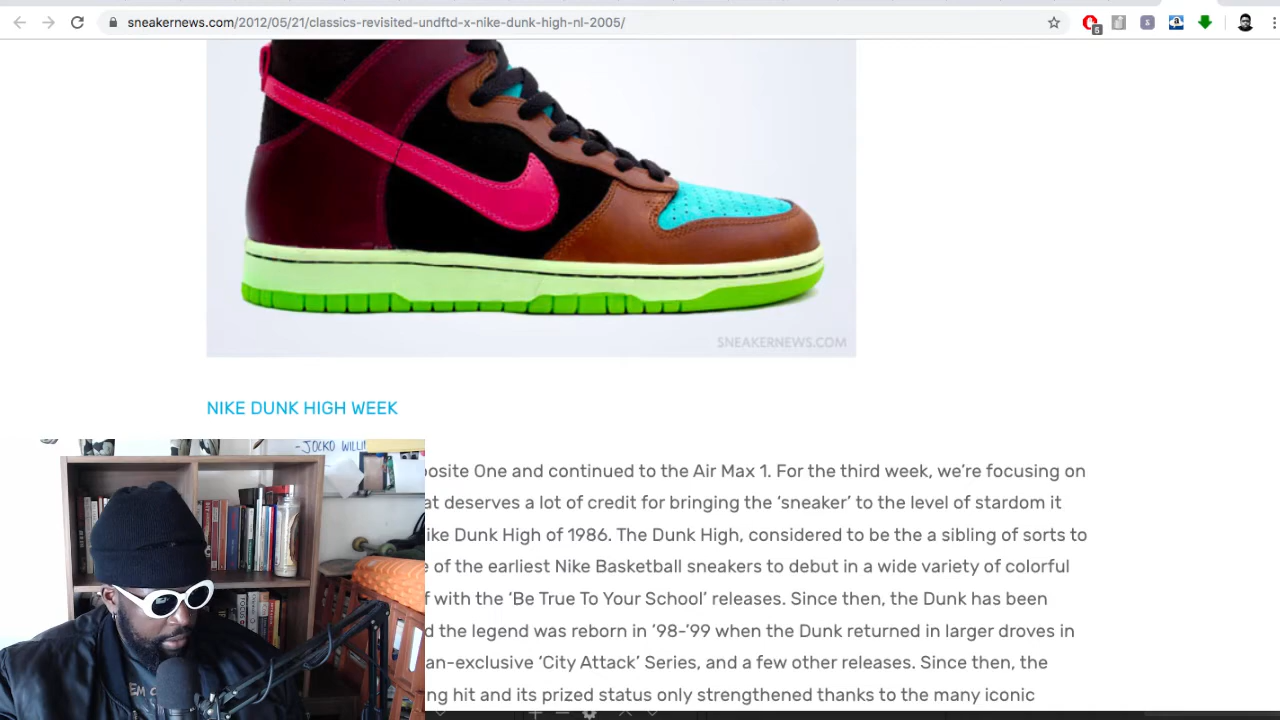 sneakernews.com/2012/05/21/classics-revisited-undftd-x-nike-dunk-high-nl-2005/
5
SNEAKERNEWS.COM
NIKE DUNK HIGH WEEK
-JOCKO WILLI
posite One and continued to the Air Max 1. For the third week, we’re focusing on
at deserves a lot of credit for bringing the ‘sneaker’ to the level of stardom it
ike Dunk High of 1986. The Dunk High, considered to be the a sibling of sorts to
e of the earliest Nike Basketball sneakers to debut in a wide variety of colorful
f with the ‘Be True To Your School’ releases. Since then, the Dunk has been
d the legend was reborn in ’98-’99 when the Dunk returned in larger droves in
an-exclusive ‘City Attack’ Series, and a few other releases. Since then, the
ng hit and its prized status only strengthened thanks to the many iconic